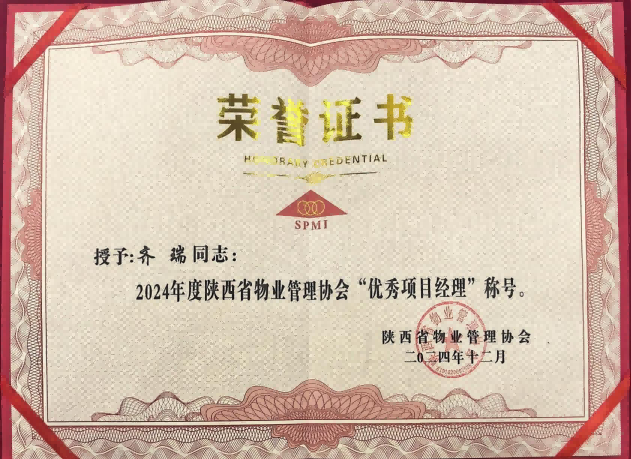 荣誉证书
HONORARY CREDENTIAL
SPMI
授予:齐 瑞同志:
2024年度陕西省物业管理协会“优秀项目经理”称号。
陕西省物业管理协会
二〇二四年十二月